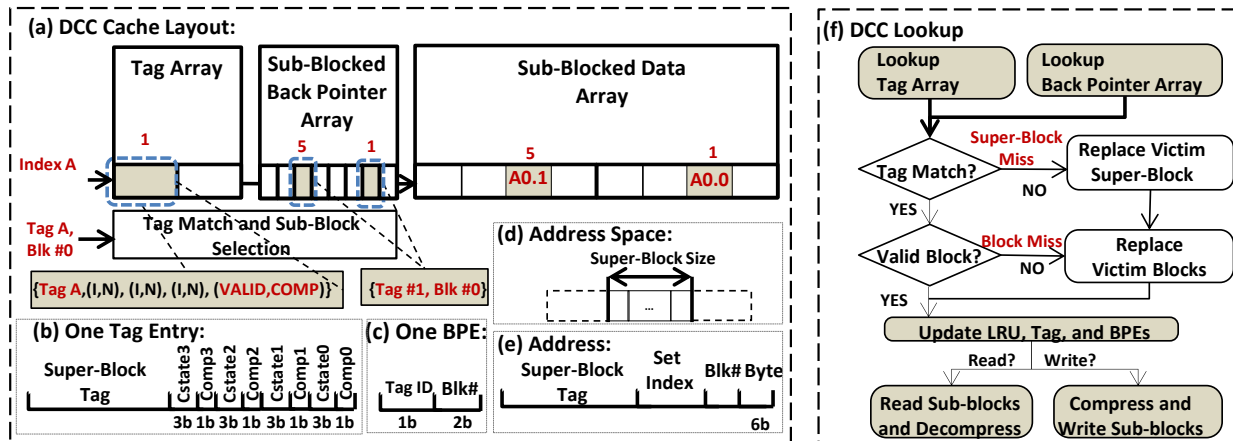 (a) DCC Cache Layout:
Tag Array
Sub-Blocked
Back Pointer
Array
Sub-Blocked Data
Array
1
5
1
5
1
Index A
A0.1
A0.0
Tag A,
Blk #0
Tag Match and Sub-Block
Selection
{Tag A,(I,N), (I,N), (I,N), (VALID,COMP)}
{Tag #1, Blk #0}
(d) Address Space:
Super-Block Size
...
(b) One Tag Entry:
Super-Block
Tag
Cstate3
Comp3
Cstate2
Comp2
Cstate1
Comp1
Cstate0
Comp0
3b 1b 3b 1b 3b 1b 3b 1b
(c) One BPE:
Tag ID Blk#
1b 2b
(e) Address:
Super-Block
Tag
Set
Index
Blk# Byte
6b
(f) DCC Lookup
Lookup
Tag Array
Lookup
Back Pointer Array
Tag Match?
Super-Block
Miss
NO
Replace Victim
Super-Block
YES
Valid Block?
Block Miss
NO
Replace
Victim Blocks
YES
Update LRU, Tag, and BPEs
Read? Write?
Read Sub-blocks
and Decompress
Compress and
Write Sub-blocks